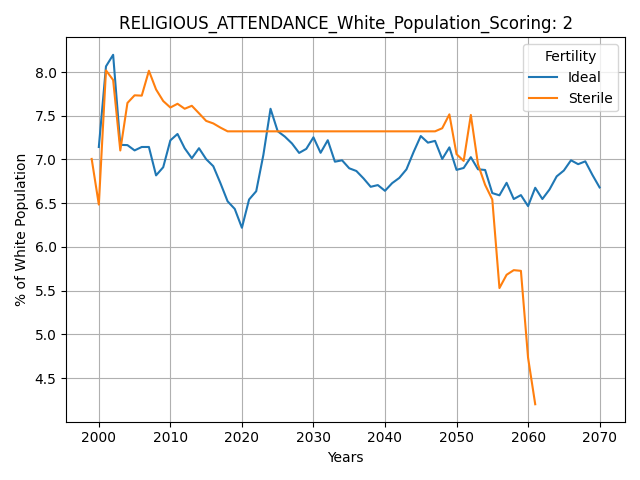 RELIGIOUS_ATTENDANCE_White_Population_Scoring: 2
Fertility
Ideal
Sterile
% of White Population
8.0
7.5
7.0
6.5
6.0
5.5
5.0
4.5
2000 2010 2020 2030 2040 2050 2060 2070
Years